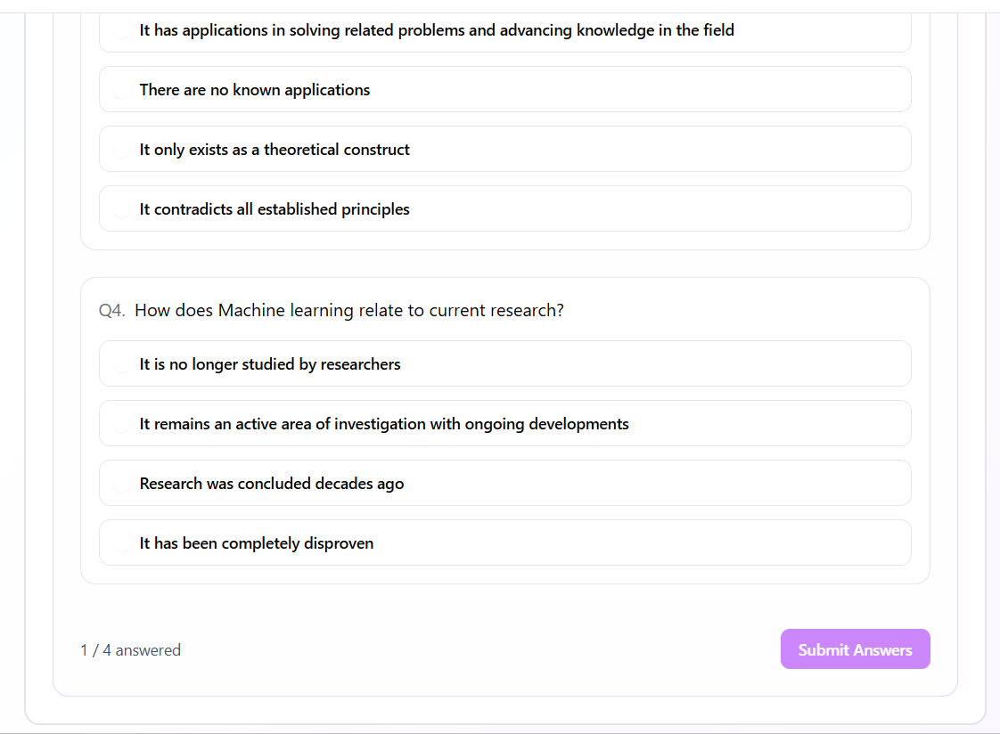 It has applications in solving related problems and advancing knowledge in the field
There are no known applications
It only exists as a theoretical construct
It contradicts all established principles
Q4. How does Machine learning relate to current research?
It is no longer studied by researchers
It remains an active area of investigation with ongoing developments
Research was concluded decades ago
It has been completely disproven
1 / 4 answered
Submit Answers